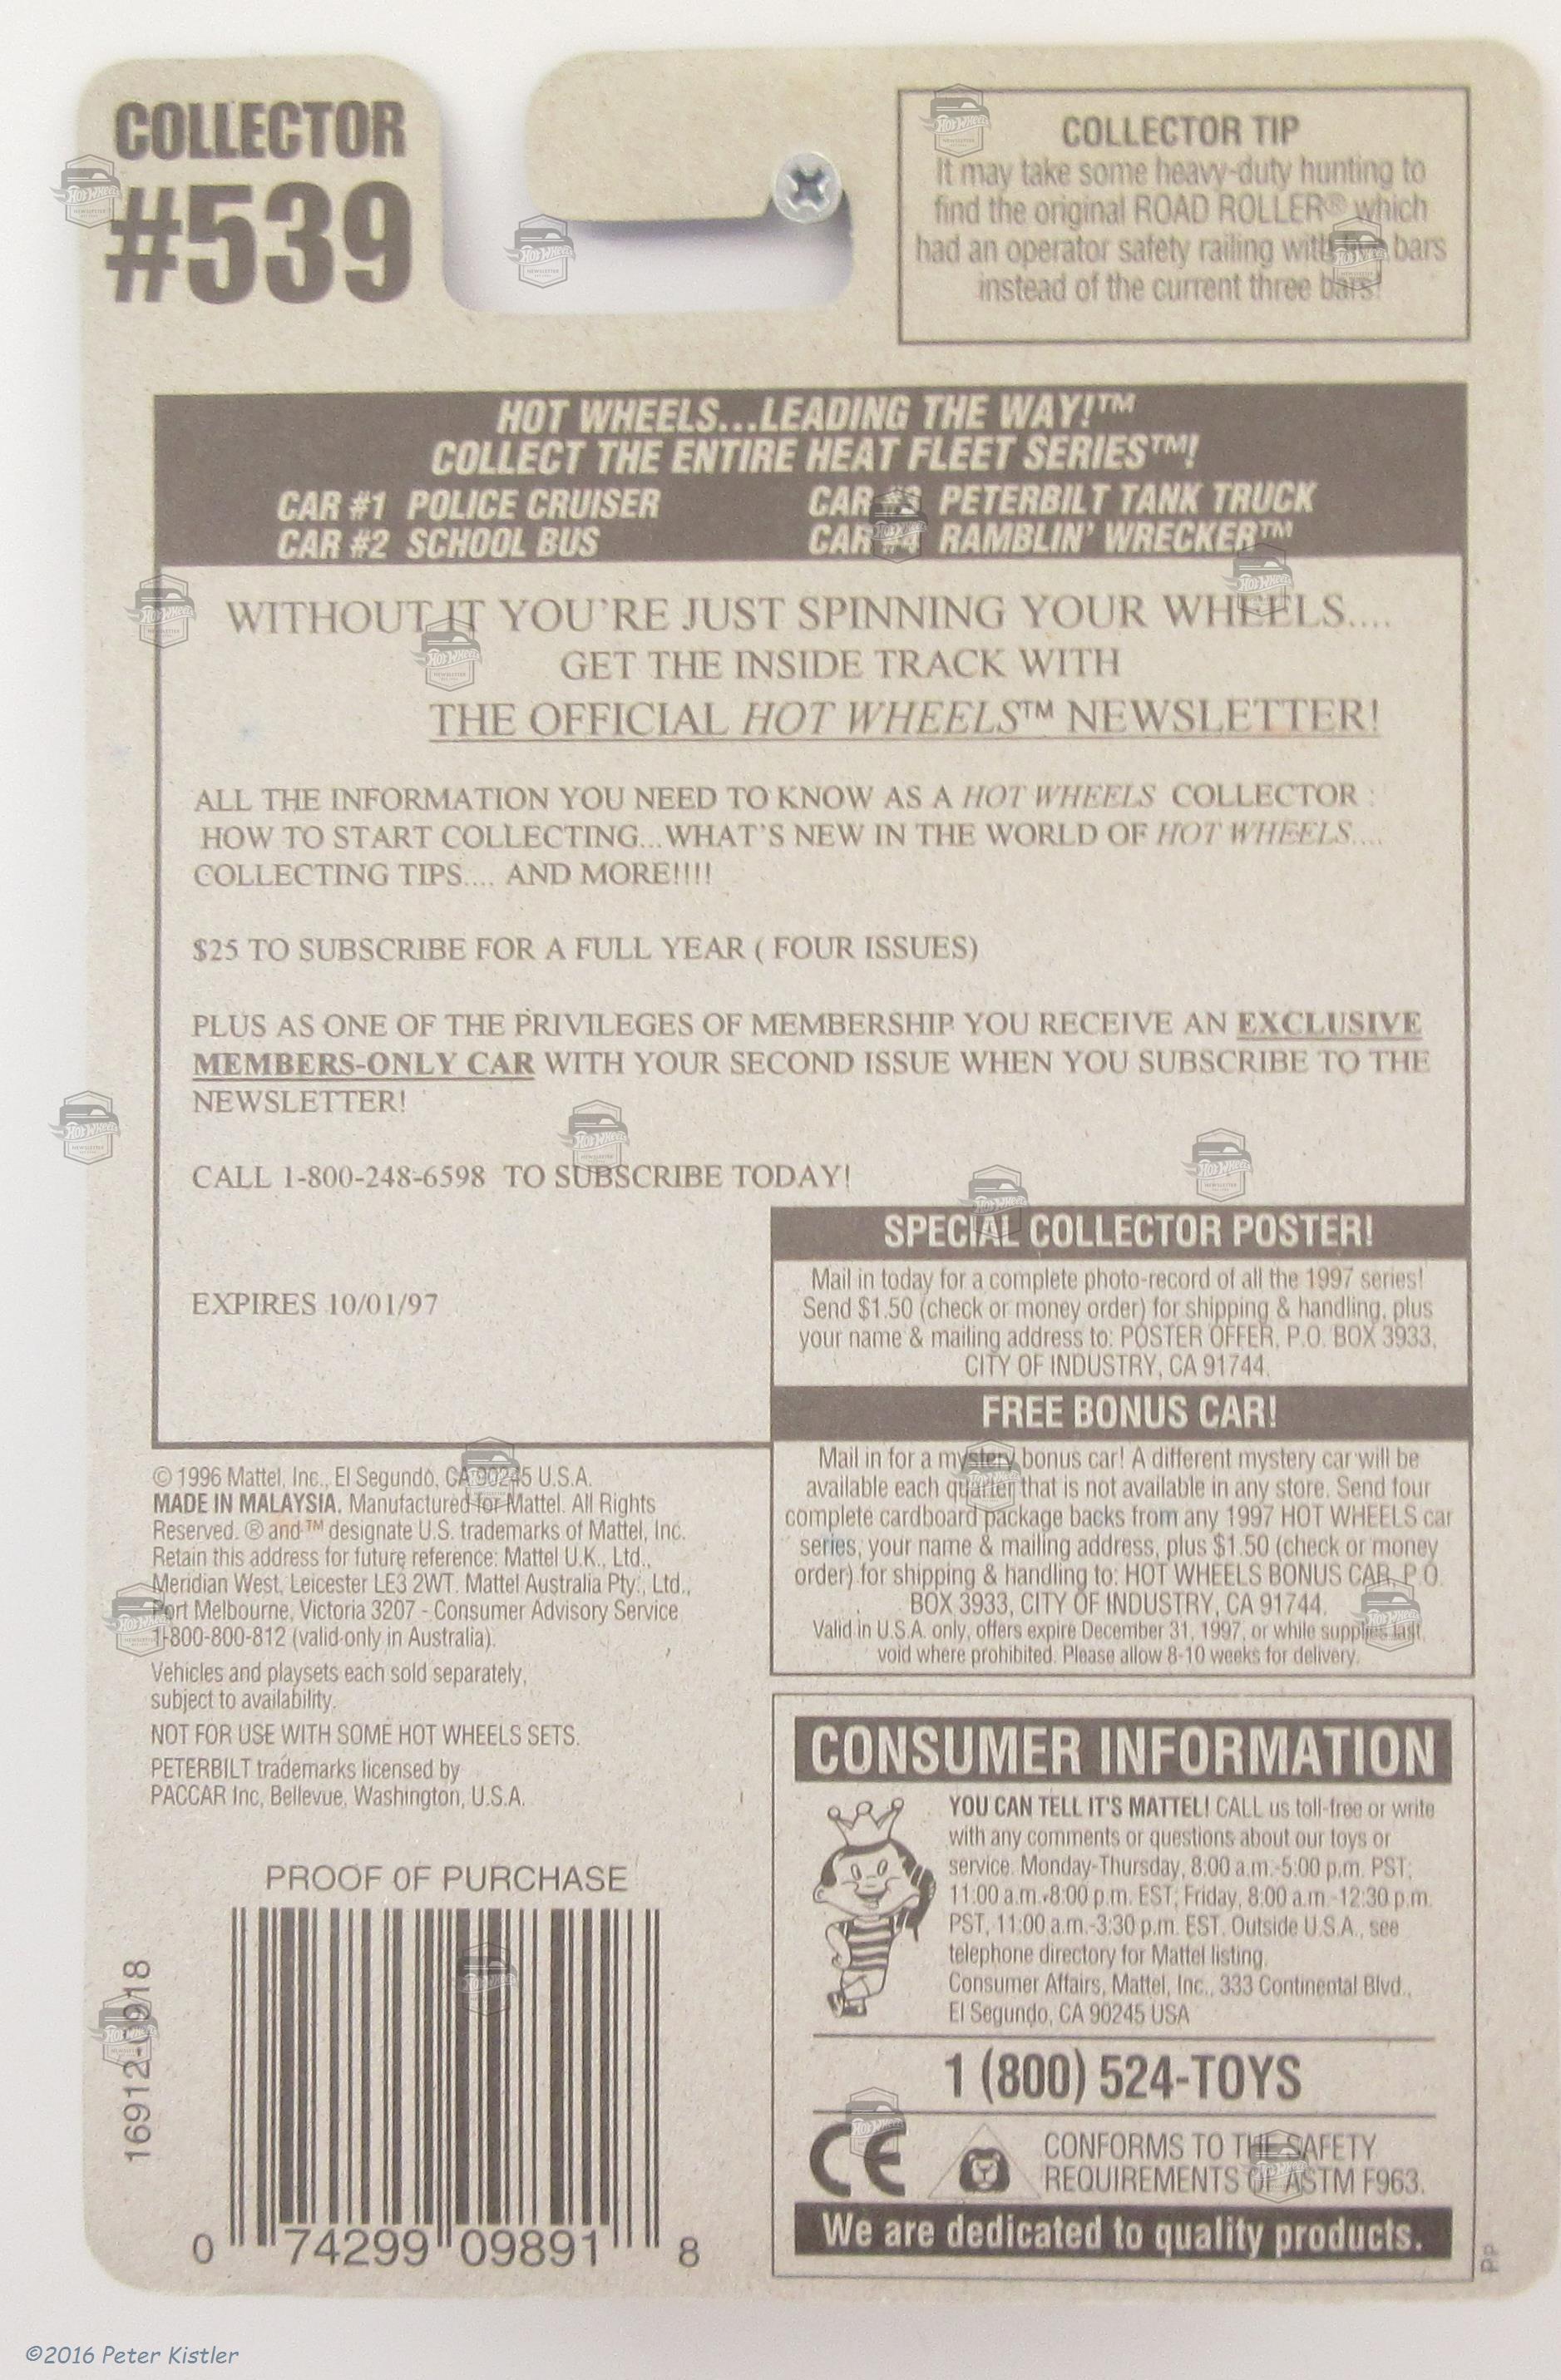 COLLECTOR
#539
COLLECTOR TIP
It may take some heavy-duty hunting to
find the original ROAD ROLLER® which
had an operator safety railing with bars
instead of the current three bars!
HOT WHEELS...LEADING THE WAY!™
COLLECT THE ENTIRE HEAT FLEET SERIES™!
CAR #1 POLICE CRUISER
CAR #2 SCHOOL BUS
CAR #3 PETERBILT TANK TRUCK
CAR #4 RAMBLIN' WRECKER™
WITHOUT IT YOU'RE JUST SPINNING YOUR WHEELS....
GET THE INSIDE TRACK WITH
THE OFFICIAL HOT WHEELS™ NEWSLETTER!
ALL THE INFORMATION YOU NEED TO KNOW AS A HOT WHEELS COLLECTOR :
HOW TO START COLLECTING...WHAT'S NEW IN THE WORLD OF HOT WHEELS....
COLLECTING TIPS.... AND MORE!!!!
$25 TO SUBSCRIBE FOR A FULL YEAR ( FOUR ISSUES)
PLUS AS ONE OF THE PRIVILEGES OF MEMBERSHIP YOU RECEIVE AN EXCLUSIVE
MEMBERS-ONLY CAR WITH YOUR SECOND ISSUE WHEN YOU SUBSCRIBE TO THE
NEWSLETTER!
CALL 1-800-248-6598 TO SUBSCRIBE TODAY!
EXPIRES 10/01/97
SPECIAL COLLECTOR POSTER!
Mail in today for a complete photo-record of all the 1997 series!
Send $1.50 (check or money order) for shipping & handling, plus
your name & mailing address to: POSTER OFFER, P.O. BOX 3933,
CITY OF INDUSTRY, CA 91744.
FREE BONUS CAR!
Mail in for a mystery bonus car! A different mystery car will be
available each quarter that is not available in any store. Send four
complete cardboard package backs from any 1997 HOT WHEELS car
series, your name & mailing address, plus $1.50 (check or money
order) for shipping & handling to: HOT WHEELS BONUS CAR, P.O.
BOX 3933, CITY OF INDUSTRY, CA 91744.
Valid in U.S.A. only, offers expire December 31, 1997, or while supplies last,
void where prohibited. Please allow 8-10 weeks for delivery.
© 1996 Mattel, Inc., El Segundo, CA 90245 U.S.A.
MADE IN MALAYSIA. Manufactured for Mattel. All Rights
Reserved. ® and ™ designate U.S. trademarks of Mattel, Inc.
Retain this address for future reference: Mattel U.K., Ltd.,
Meridian West, Leicester LE3 2WT. Mattel Australia Pty., Ltd.,
Port Melbourne, Victoria 3207 - Consumer Advisory Service
1-800-800-812 (valid only in Australia).
Vehicles and playsets each sold separately,
subject to availability.
NOT FOR USE WITH SOME HOT WHEELS SETS.
PETERBILT trademarks licensed by
PACCAR Inc, Bellevue, Washington, U.S.A.
PROOF OF PURCHASE
0 74299 09891 8
CONSUMER INFORMATION
YOU CAN TELL IT'S MATTEL! CALL us toll-free or write
with any comments or questions about our toys or
service. Monday-Thursday, 8:00 a.m.-5:00 p.m. PST;
11:00 a.m.-8:00 p.m. EST; Friday, 8:00 a.m.-12:30 p.m.
PST, 11:00 a.m.-3:30 p.m. EST. Outside U.S.A., see
telephone directory for Mattel listing.
Consumer Affairs, Mattel, Inc., 333 Continental Blvd.,
El Segundo, CA 90245 USA
1 (800) 524-TOYS
CE
CONFORMS TO THE SAFETY
REQUIREMENTS OF ASTM F963.
We are dedicated to quality products.
PP
©2016 Peter Kistler